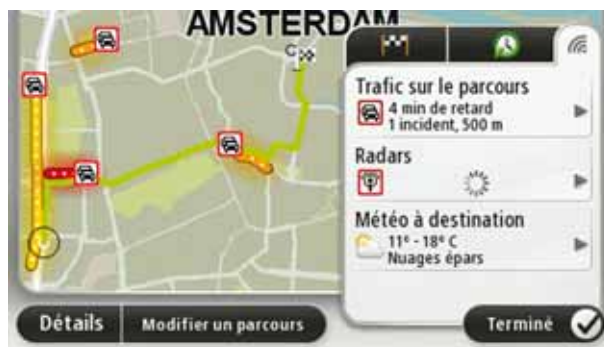 AMSTERDAM
Trafic sur le parcours
4 min de retard
1 incident, 500 m
Radars
Météo à destination
11° - 18° C
Nuages épars
Détails
Modifier un parcours
Terminé